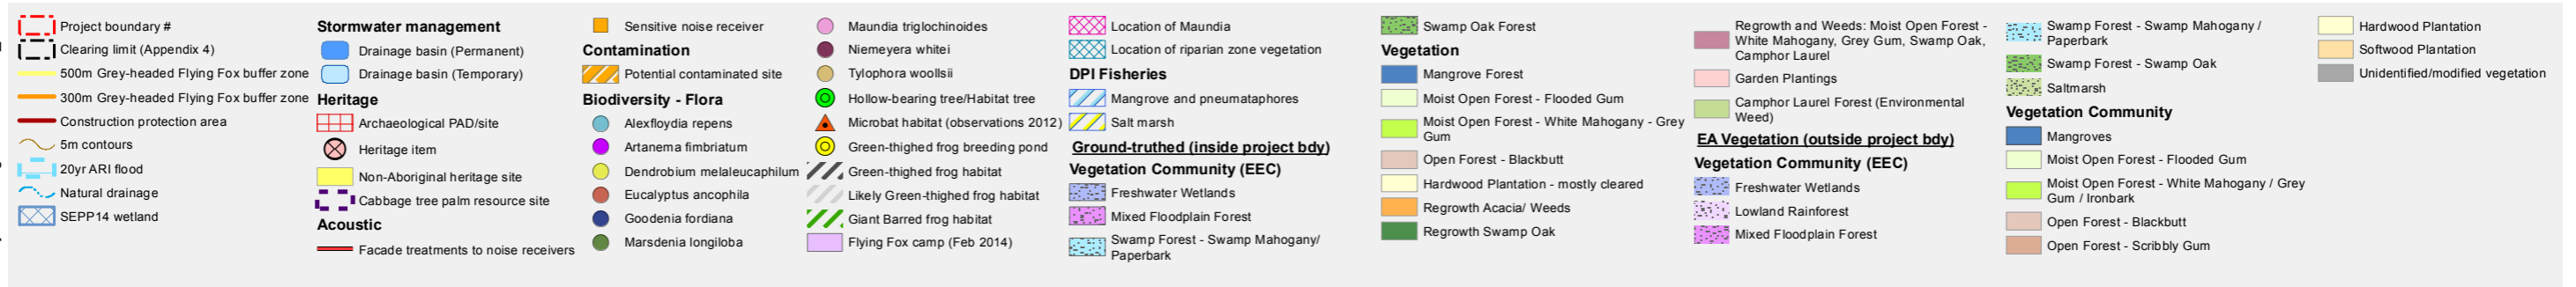 Project boundary #
Clearing limit (Appendix 4)
500m Grey-headed Flying Fox buffer zone
300m Grey-headed Flying Fox buffer zone
Construction protection area
5m contours
20yr ARI flood
Natural drainage
SEPP14 wetland
Stormwater management
Drainage basin (Permanent)
Drainage basin (Temporary)
Heritage
Archaeological PAD/site
Heritage item
Non-Aboriginal heritage site
Cabbage tree palm resource site
Acoustic
Facade treatments to noise receivers
Sensitive noise receiver
Contamination
Potential contaminated site
Biodiversity - Flora
Alexfloydia repens
Artanema fimbriatum
Dendrobium melaleucaphilum
Eucalyptus ancophila
Goodenia fordiana
Marsdenia longiloba
Maundia triglochinoides
Niemeyera whitei
Tylophora woollsii
Hollow-bearing tree/Habitat tree
Microbat habitat (observations 2012)
Green-thighed frog breeding pond
Green-thighed frog habitat
Likely Green-thighed frog habitat
Giant Barred frog habitat
Flying Fox camp (Feb 2014)
Location of Maundia
Location of riparian zone vegetation
DPI Fisheries
Mangrove and pneumataphores
Salt marsh
Ground-truthed (inside project bdy)
Vegetation Community (EEC)
Freshwater Wetlands
Mixed Floodplain Forest
Swamp Forest - Swamp Mahogany/
Paperbark
Swamp Oak Forest
Vegetation
Mangrove Forest
Moist Open Forest - Flooded Gum
Moist Open Forest - White Mahogany - Grey
Gum
Open Forest - Blackbutt
Hardwood Plantation - mostly cleared
Regrowth Acacia/ Weeds
Regrowth Swamp Oak
Regrowth and Weeds: Moist Open Forest -
White Mahogany, Grey Gum, Swamp Oak,
Camphor Laurel
Garden Plantings
Camphor Laurel Forest (Environmental
Weed)
EA Vegetation (outside project bdy)
Vegetation Community (EEC)
Freshwater Wetlands
Lowland Rainforest
Mixed Floodplain Forest
Swamp Forest - Swamp Mahogany /
Paperbark
Swamp Forest - Swamp Oak
Saltmarsh
Vegetation Community
Mangroves
Moist Open Forest - Flooded Gum
Moist Open Forest - White Mahogany / Grey
Gum / Ironbark
Open Forest - Blackbutt
Open Forest - Scribbly Gum
Hardwood Plantation
Softwood Plantation
Unidentified/modified vegetation